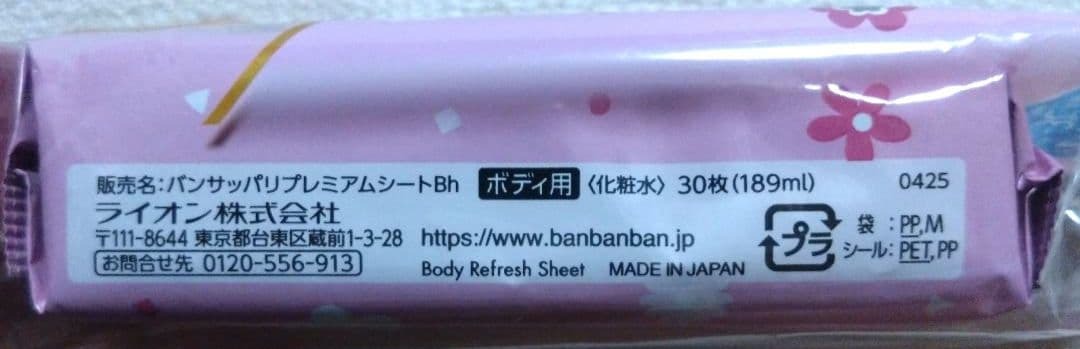 販売名:バンサッパリプレミアムシートBh ボディ用 〈化粧水〉 30枚(189ml) 0425
ライオン株式会社
〒111-8644 東京都台東区蔵前1-3-28 https://www.banbanban.jp
お問合せ先 0120-556-913
Body Refresh Sheet MADE IN JAPAN
プラ
袋:PP,M
シール:PET,PP